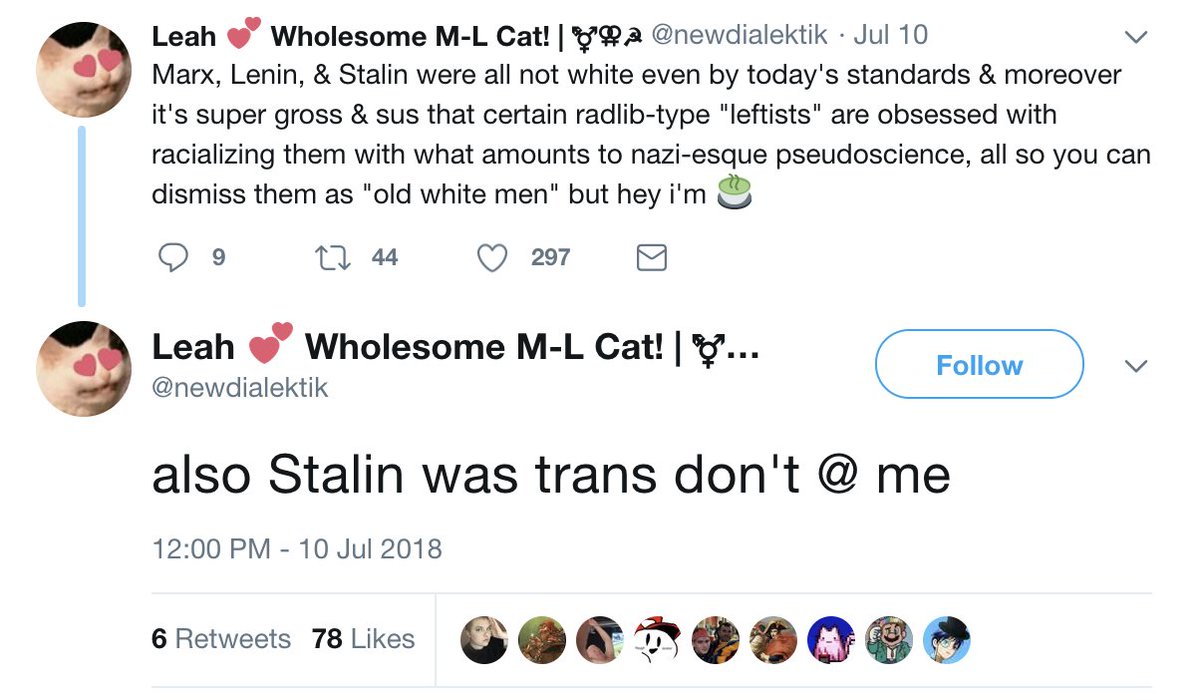 Leah 💕 Wholesome M-L Cat! | ⚧⚢☭ @newdialektik · Jul 10
Marx, Lenin, & Stalin were all not white even by today's standards & moreover
it's super gross & sus that certain radlib-type "leftists" are obsessed with
racializing them with what amounts to nazi-esque pseudoscience, all so you can
dismiss them as "old white men" but hey i'm 🍵
9 44 297
Leah 💕 Wholesome M-L Cat! | ⚧...
@newdialektik
Follow
also Stalin was trans don't @ me
12:00 PM - 10 Jul 2018
6 Retweets 78 Likes